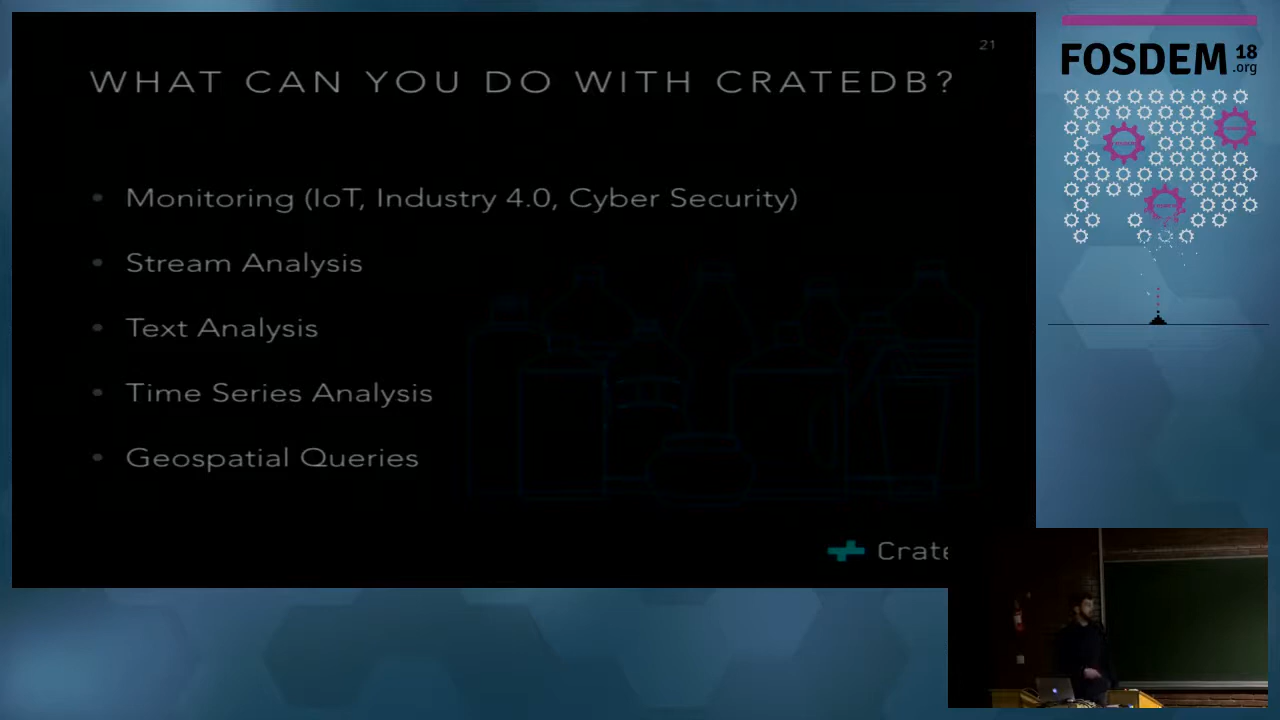 21
WHAT CAN YOU DO WITH CRATEDB?
• Monitoring (IoT, Industry 4.0, Cyber Security)
• Stream Analysis
• Text Analysis
• Time Series Analysis
• Geospatial Queries
Crate
FOSDEM 18
.org